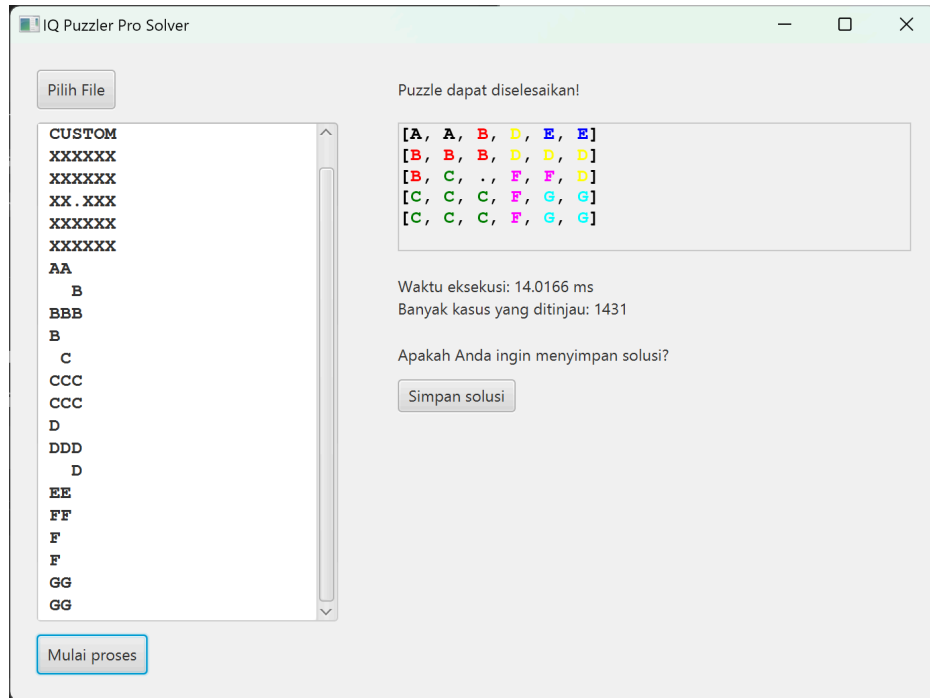 IQ Puzzler Pro Solver
Pilih File
CUSTOM
XXXXXX
XXXXXX
XX.XXX
XXXXXX
XXXXXX
AA
  B
BBB
B
 C
CCC
CCC
D
DDD
  D
EE
FF
F
F
GG
GG
Mulai proses
Puzzle dapat diselesaikan!
[A, A, B, D, E, E]
[B, B, B, D, D, D]
[B, C, ., F, F, D]
[C, C, C, F, G, G]
[C, C, C, F, G, G]
Waktu eksekusi: 14.0166 ms
Banyak kasus yang ditinjau: 1431
Apakah Anda ingin menyimpan solusi?
Simpan solusi